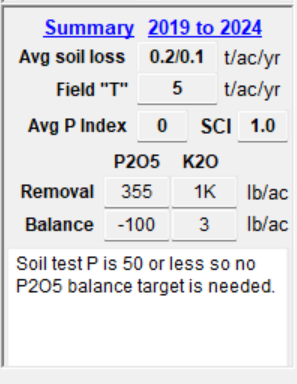 Summary 2019 to 2024
Avg soil loss 0.2/0.1 t/ac/yr
Field "T" 5 t/ac/yr
Avg P Index 0 SCI 1.0
P2O5 K2O
Removal 355 1K lb/ac
Balance -100 3 lb/ac
Soil test P is 50 or less so no
P2O5 balance target is needed.